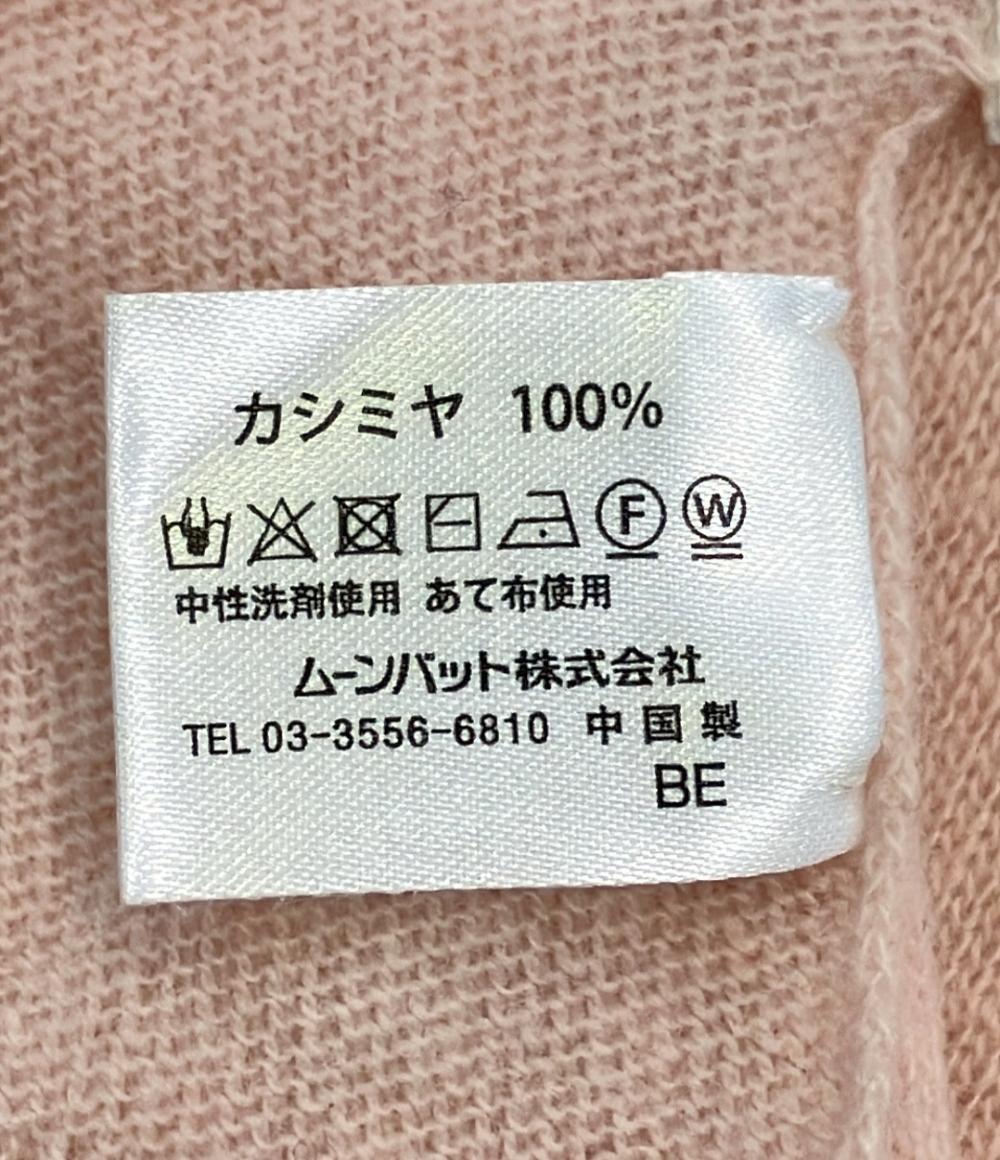 カシミヤ 100%
F W
中性洗剤使用 あて布使用
ムーンバット株式会社
TEL 03-3556-6810 中国製
BE